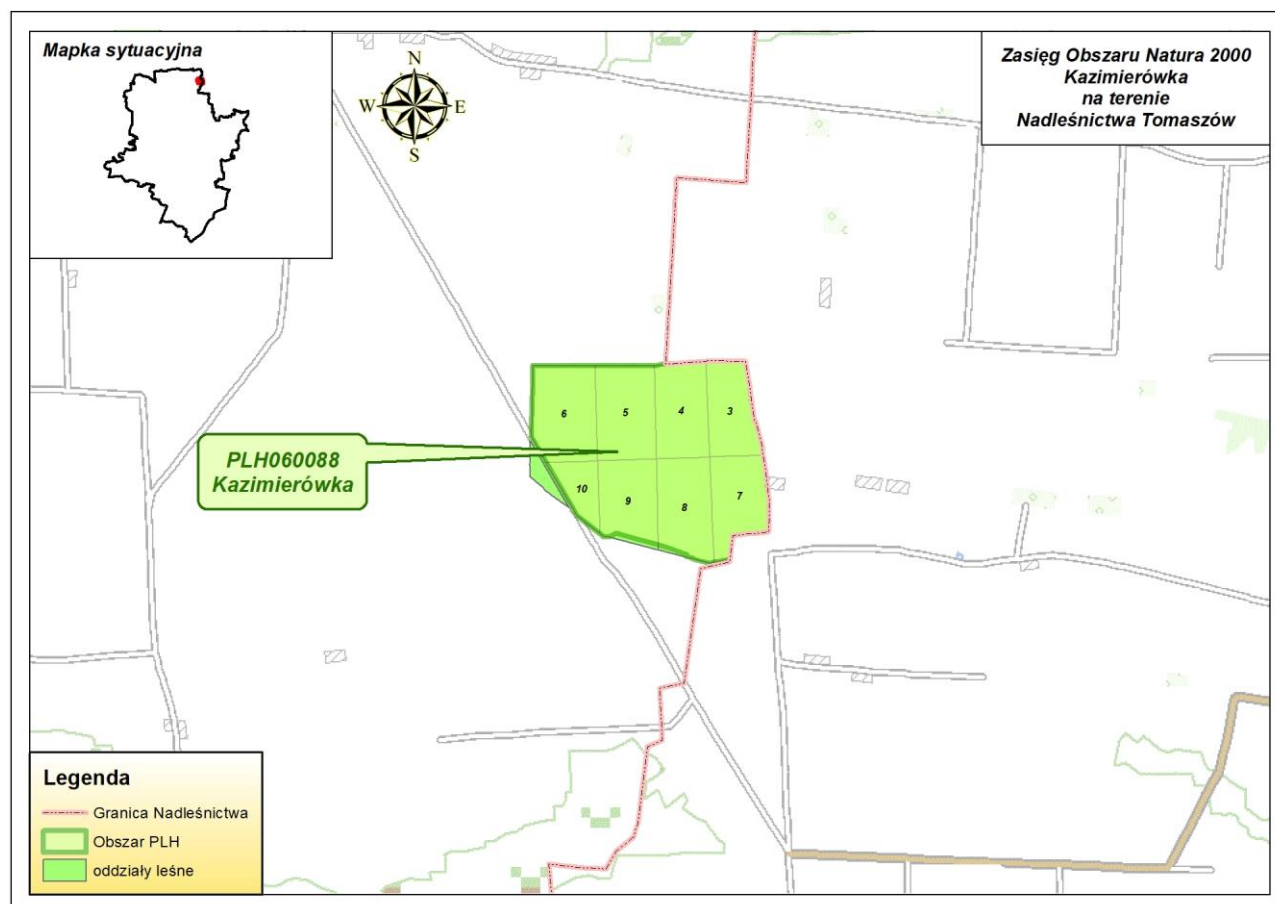 Mapka sytuacyjna
N
W
E
S
Zasięg Obszaru Natura 2000
Kazimierówka
na terenie
Nadleśnictwa Tomaszów
6
5
4
3
PLH060088
Kazimierówka
10
9
8
7
Legenda
Granica Nadleśnictwa
Obszar PLH
oddziały leśne